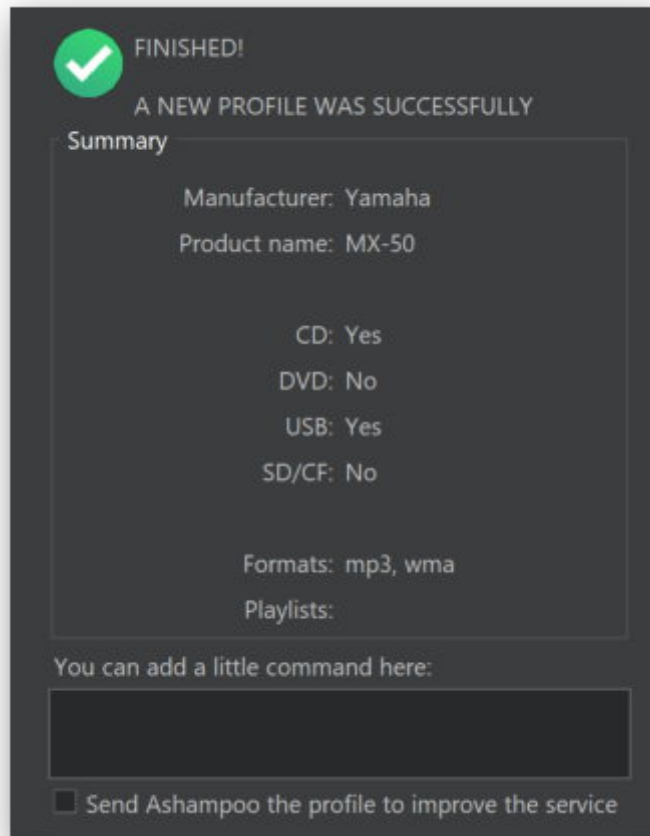 FINISHED!
A NEW PROFILE WAS SUCCESSFULLY
Summary
Manufacturer: Yamaha
Product name: MX-50
CD: Yes
DVD: No
USB: Yes
SD/CF: No
Formats: mp3, wma
Playlists:
You can add a little command here:
Send Ashampoo the profile to improve the service